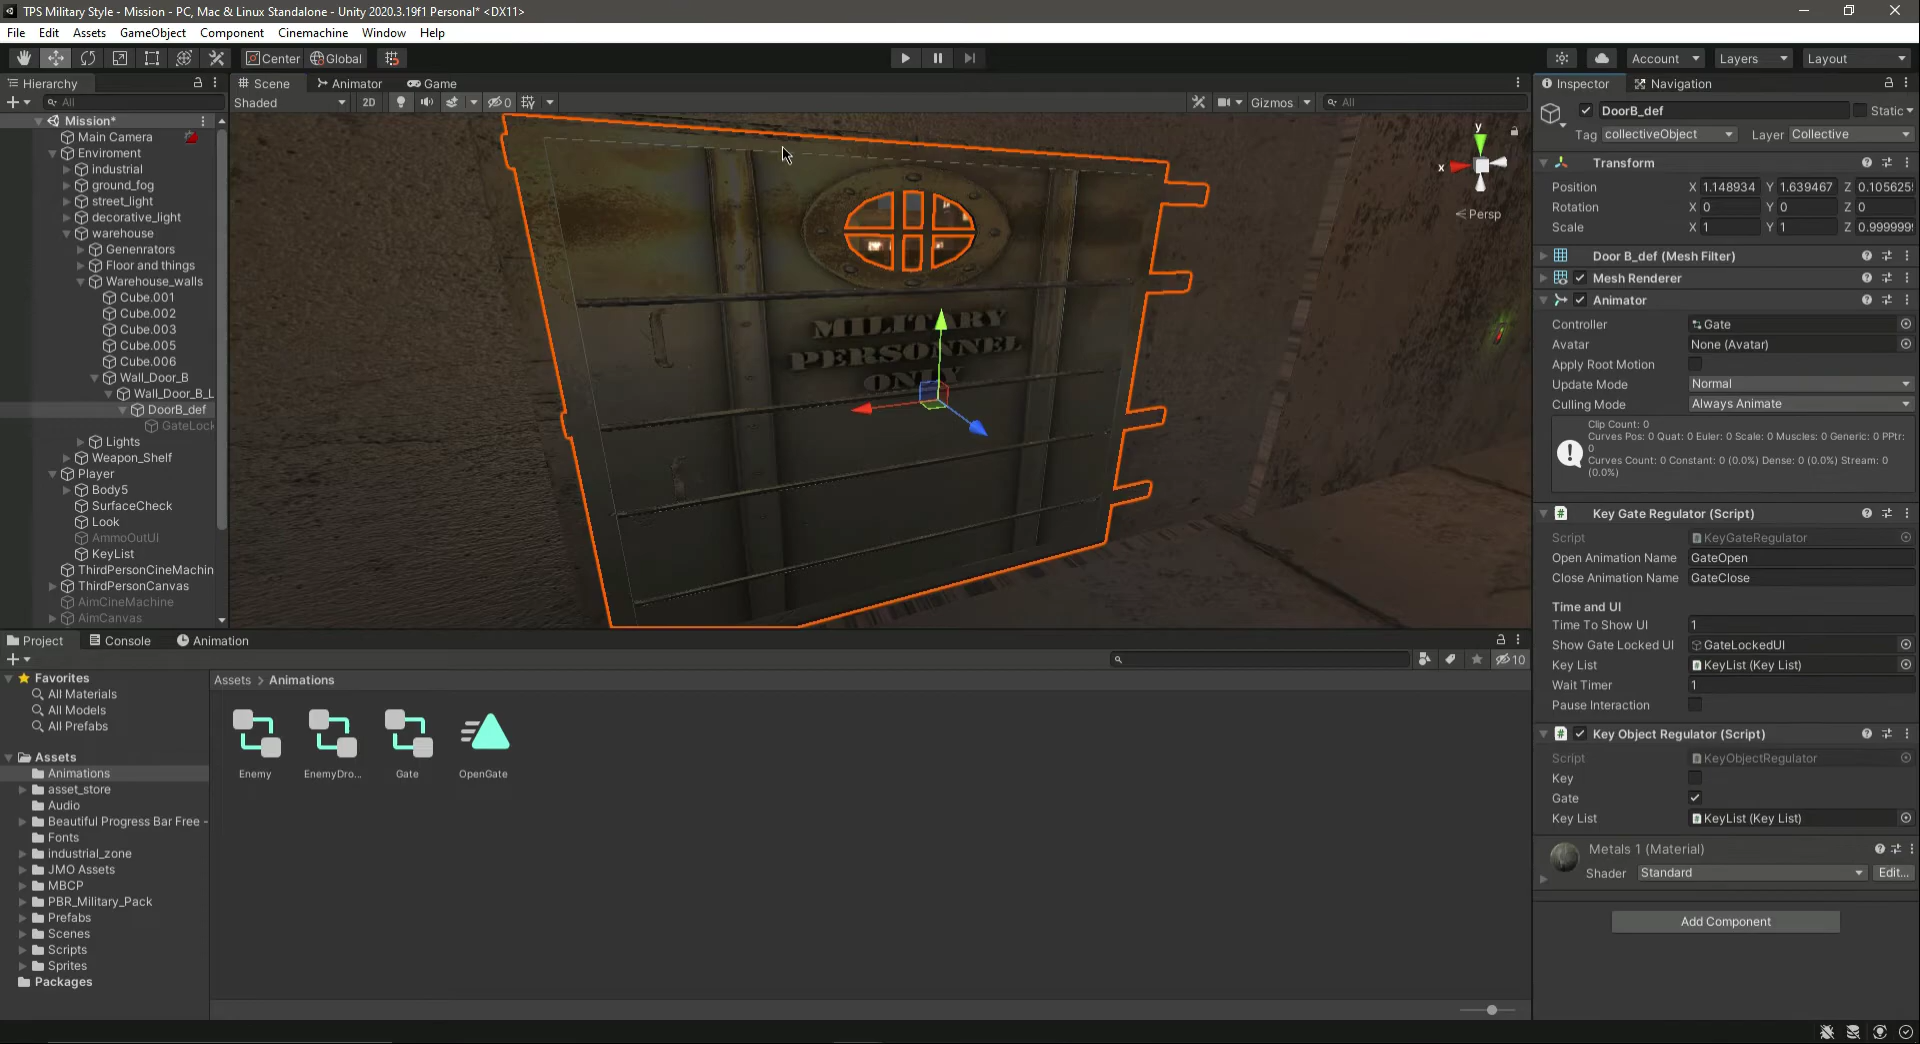 TPS Military Style - Mission - PC, Mac & Linux Standalone - Unity 2020.3.19f1 Personal* <DX11>
File Edit Assets GameObject Component Cinemachine Window Help
Center Global Account Layers Layout
Hierarchy
All
Mission*
Main Camera
Enviroment
industrial
ground_fog
street_light
decorative_light
warehouse
Genenrators
Floor and things
Warehouse_walls
Cube.001
Cube.002
Cube.003
Cube.005
Cube.006
Wall_Door_B
Wall_Door_B_L
DoorB_def
GateLock
Lights
Weapon_Shelf
Player
Body5
SurfaceCheck
Look
AmmoOutUI
KeyList
ThirdPersonCineMachin
ThirdPersonCanvas
AimCineMachine
AimCanvas
Scene Animator Game
Shaded 2D 0 Gizmos All
MILITARY
PERSONNEL
ONLY
y
x
Persp
Inspector Navigation
DoorB_def Static
Tag collectiveObject Layer Collective
Transform
Position X 1.148934 Y 1.639467 Z 0.105625
Rotation X 0 Y 0 Z 0
Scale X 1 Y 1 Z 0.9999999
Door B_def (Mesh Filter)
Mesh Renderer
Animator
Controller Gate
Avatar None (Avatar)
Apply Root Motion
Update Mode Normal
Culling Mode Always Animate
Clip Count: 0
Curves Pos: 0 Quat: 0 Euler: 0 Scale: 0 Muscles: 0 Generic: 0 PPtr:
0
Curves Count: 0 Constant: 0 (0.0%) Dense: 0 (0.0%) Stream: 0
(0.0%)
Key Gate Regulator (Script)
Script KeyGateRegulator
Open Animation Name GateOpen
Close Animation Name GateClose
Time and UI
Time To Show UI 1
Show Gate Locked UI GateLockedUI
Key List KeyList (Key List)
Wait Timer 1
Pause Interaction
Key Object Regulator (Script)
Script KeyObjectRegulator
Key
Gate
Key List KeyList (Key List)
Metals 1 (Material)
Shader Standard Edit...
Add Component
Project Console Animation
10
Favorites
All Materials
All Models
All Prefabs
Assets
Animations
asset_store
Audio
Beautiful Progress Bar Free -
Fonts
industrial_zone
JMO Assets
MBCP
PBR_Military_Pack
Prefabs
Scenes
Scripts
Sprites
Packages
Assets > Animations
Enemy EnemyDro... Gate OpenGate